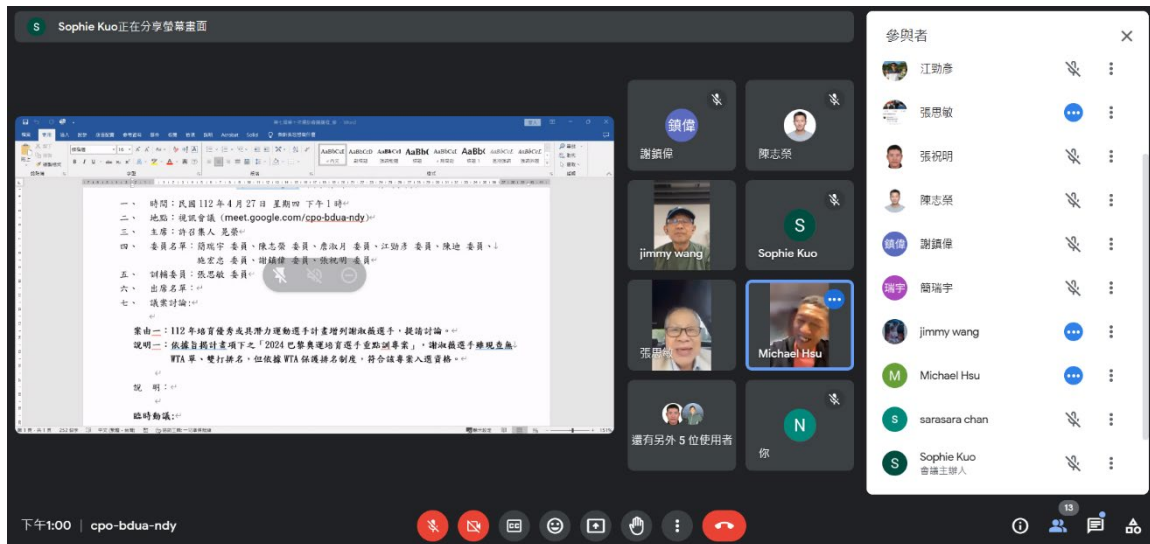 S Sophie Kuo正在分享螢幕畫面
一、 時間：民國 112 年 4 月 27 日 星期四 下午 1 時
二、 地點：視訊會議 (meet.google.com/cpo-bdua-ndy)
三、 主席：許召集人 晃榮
四、 委員名單：簡瑞宇 委員、陳志榮 委員、詹淑月 委員、江勁彥 委員、陳迪 委員、
施宏忠 委員、謝鎮偉 委員、張祝明 委員
五、 訓輔委員：張思敏 委員
六、 出席名單：
七、 議案討論：
案由一：112 年培育優秀或具潛力運動選手計畫增列謝淑薇選手，提請討論。
說明一：依據旨揭計畫項下之「2024 巴黎奧運培育選手重點訓專案」，謝淑薇選手雖現查無
WTA 單、雙打排名，但依據 WTA 保護排名制度，符合該專案入選資格。
說 明：
臨時動議：
鎮偉
謝鎮偉
陳志榮
jimmy wang
S
Sophie Kuo
張思敏
Michael Hsu
還有另外 5 位使用者
N
你
參與者
江勁彥
張思敏
張祝明
陳志榮
鎮偉 謝鎮偉
瑞宇 簡瑞宇
jimmy wang
M Michael Hsu
s sarasara chan
S Sophie Kuo
會議主辦人
下午1:00 | cpo-bdua-ndy
13